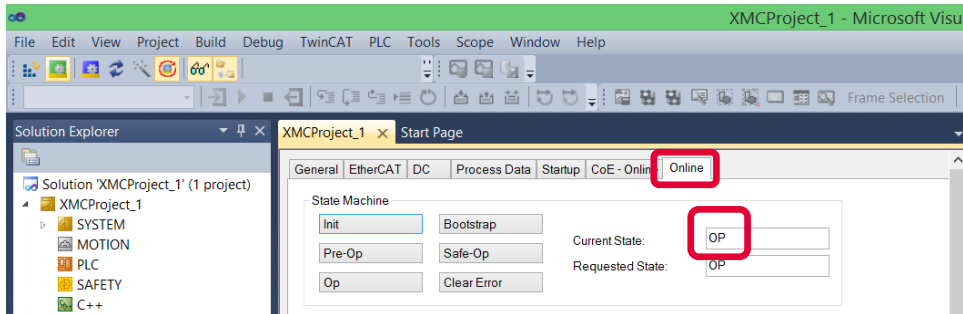 XMCProject_1 - Microsoft Visu
File Edit View Project Build Debug TwinCAT PLC Tools Scope Window Help
Frame Selection
Solution Explorer
XMCProject_1 Start Page
General EtherCAT DC Process Data Startup CoE - Online Online
Solution 'XMCProject_1' (1 project)
XMCProject_1
SYSTEM
MOTION
PLC
SAFETY
C++
State Machine
Init Bootstrap
Pre-Op Safe-Op
Op Clear Error
Current State: OP
Requested State: OP